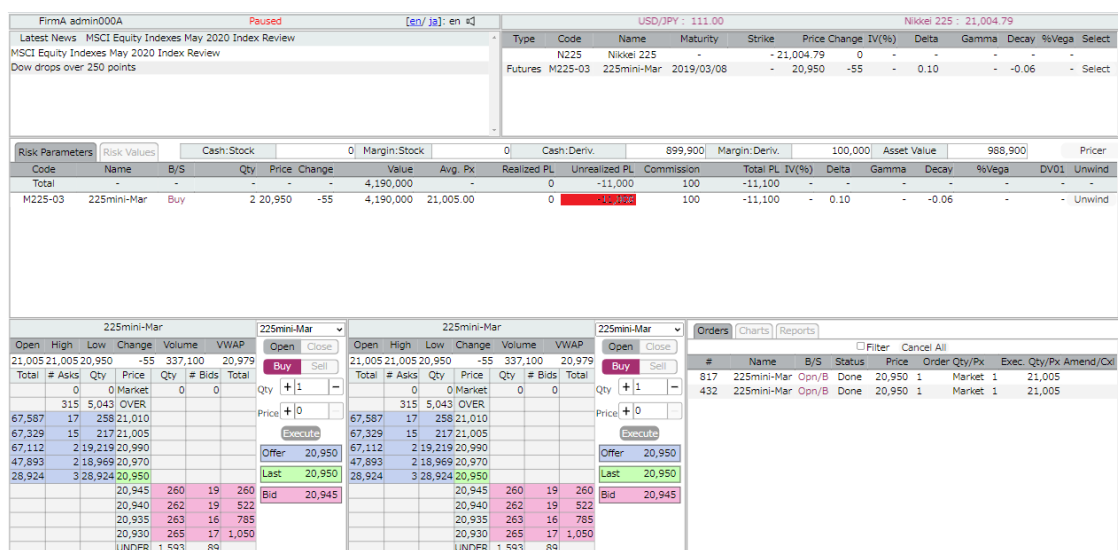 FirmA admin000A Paused [en/ ja]: en
Latest News MSCI Equity Indexes May 2020 Index Review
MSCI Equity Indexes May 2020 Index Review
Dow drops over 250 points
USD/JPY : 111.00 Nikkei 225 : 21,004.79
Type Code Name Maturity Strike Price Change IV(%) Delta Gamma Decay %Vega Select
N225 Nikkei 225 - - 21,004.79 0 - - - - -
Futures M225-03 225mini-Mar 2019/03/08 - 20,950 -55 - 0.10 - -0.06 - Select
Risk Parameters Risk Values Cash:Stock 0 Margin:Stock 0 Cash:Deriv. 899,900 Margin:Deriv. 100,000 Asset Value 988,900 Pricer
Code Name B/S Qty Price Change Value Avg. Px Realized PL Unrealized PL Commission Total PL IV(%) Delta Gamma Decay %Vega DV01 Unwind
Total - - - - - 4,190,000 - 0 -11,000 100 -11,100 - - - - - - -
M225-03 225mini-Mar Buy 2 20,950 -55 4,190,000 21,005.00 0 100 -11,100 - 0.10 - -0.06 - - Unwind
225mini-Mar
Open High Low Change Volume VWAP
21,005 21,005 20,950 -55 337,100 20,979
Total # Asks Qty Price Qty # Bids Total
0 0 Market 0 0
315 5,043 OVER
67,587 17 258 21,010
67,329 15 217 21,005
67,112 2 19,219 20,990
47,893 2 18,969 20,970
28,924 3 28,924 20,950
20,945 260 19 260
20,940 262 19 522
20,935 263 16 785
20,930 265 17 1,050
UNDER 1,593 89
225mini-Mar
Open Close
Buy Sell
Qty + 1 −
Price + 0
Execute
Offer 20,950
Last 20,950
Bid 20,945
225mini-Mar
Open High Low Change Volume VWAP
21,005 21,005 20,950 -55 337,100 20,979
Total # Asks Qty Price Qty # Bids Total
0 0 Market 0 0
315 5,043 OVER
67,587 17 258 21,010
67,329 15 217 21,005
67,112 2 19,219 20,990
47,893 2 18,969 20,970
28,924 3 28,924 20,950
20,945 260 19 260
20,940 262 19 522
20,935 263 16 785
20,930 265 17 1,050
UNDER 1,593 89
225mini-Mar
Open Close
Buy Sell
Qty + 1 −
Price + 0
Execute
Offer 20,950
Last 20,950
Bid 20,945
Orders Charts Reports
Filter Cancel All
# Name B/S Status Price Order Qty/Px Exec. Qty/Px Amend/Cxl
817 225mini-Mar Opn/B Done 20,950 1 Market 1 21,005
432 225mini-Mar Opn/B Done 20,950 1 Market 1 21,005